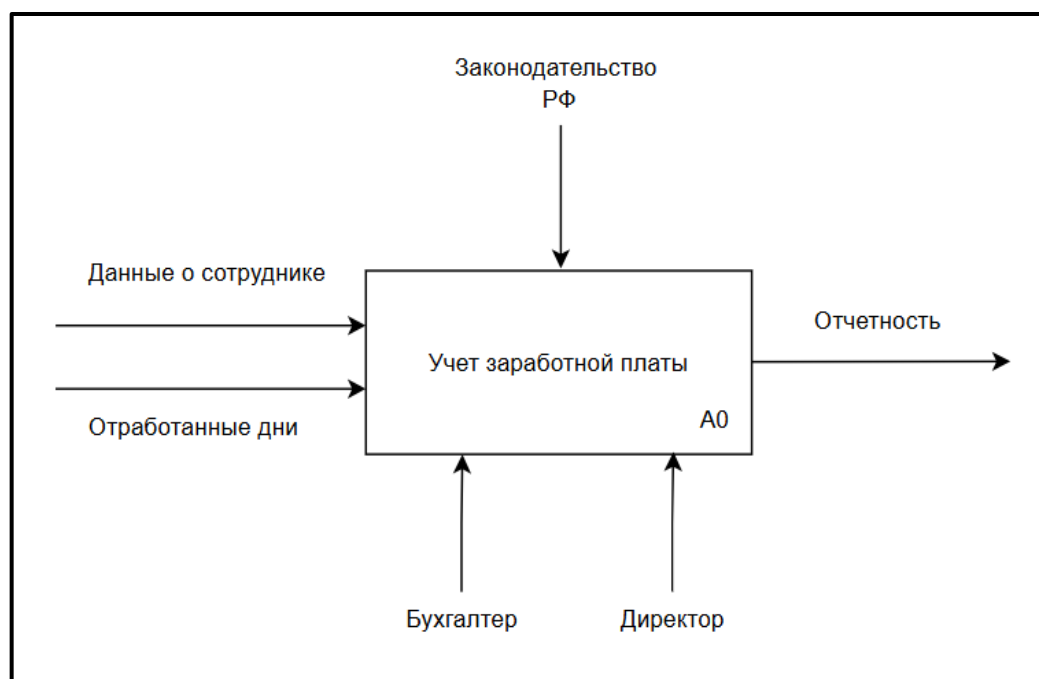 Законодательство
РФ
Данные о сотруднике
Отчетность
Учет заработной платы
А0
Отработанные дни
Бухгалтер
Директор